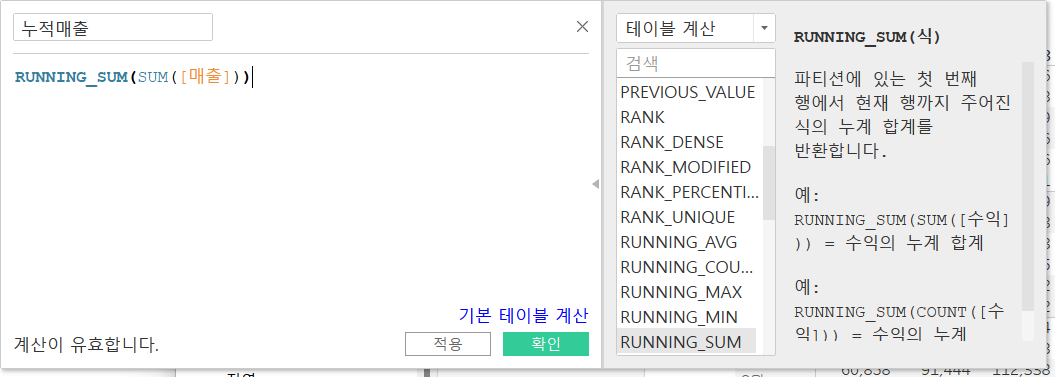 누적매출
RUNNING_SUM(SUM([매출]))
기본 테이블 계산
계산이 유효합니다.
적용
확인
테이블 계산
검색
PREVIOUS_VALUE
RANK
RANK_DENSE
RANK_MODIFIED
RANK_PERCENTI...
RANK_UNIQUE
RUNNING_AVG
RUNNING_COU...
RUNNING_MAX
RUNNING_MIN
RUNNING_SUM
RUNNING_SUM(식)
파티션에 있는 첫 번째
행에서 현재 행까지 주어진
식의 누계 합계를
반환합니다.
예:
RUNNING_SUM(SUM([수익]
)) = 수익의 누계 합계
예:
RUNNING_SUM(COUNT([수
익])) = 수익의 누계
60,858 91,444 112,338